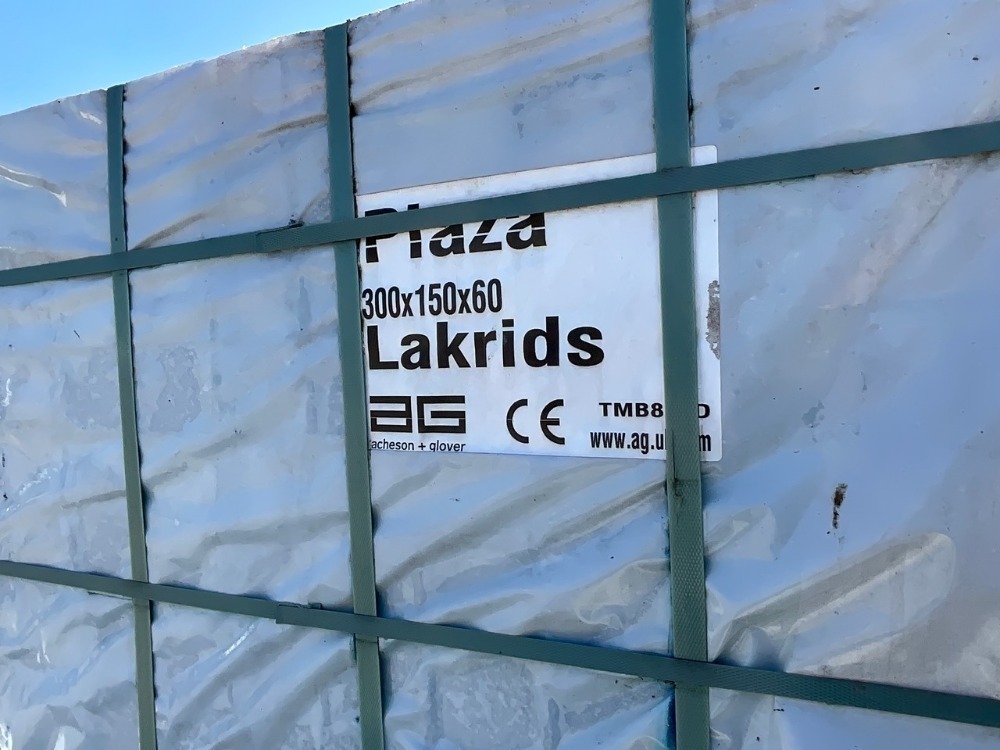 Plaza
300x150x60
Lakrids
AG
acheson + glover
CE